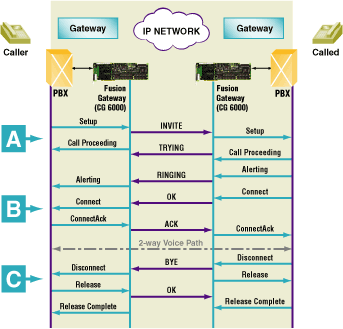 Gateway
IP NETWORK
Gateway
Caller
Called
PBX
Fusion
Gateway
(CG 6000)
Fusion
Gateway
(CG 6000)
PBX
Setup
INVITE
Setup
A
Call Proceeding
TRYING
Call Proceeding
Alerting
RINGING
Alerting
B
Connect
OK
Connect
ConnectAck
ACK
ConnectAck
2-way Voice Path
Disconnect
BYE
Disconnect
C
Release
OK
Release
Release Complete
Release Complete